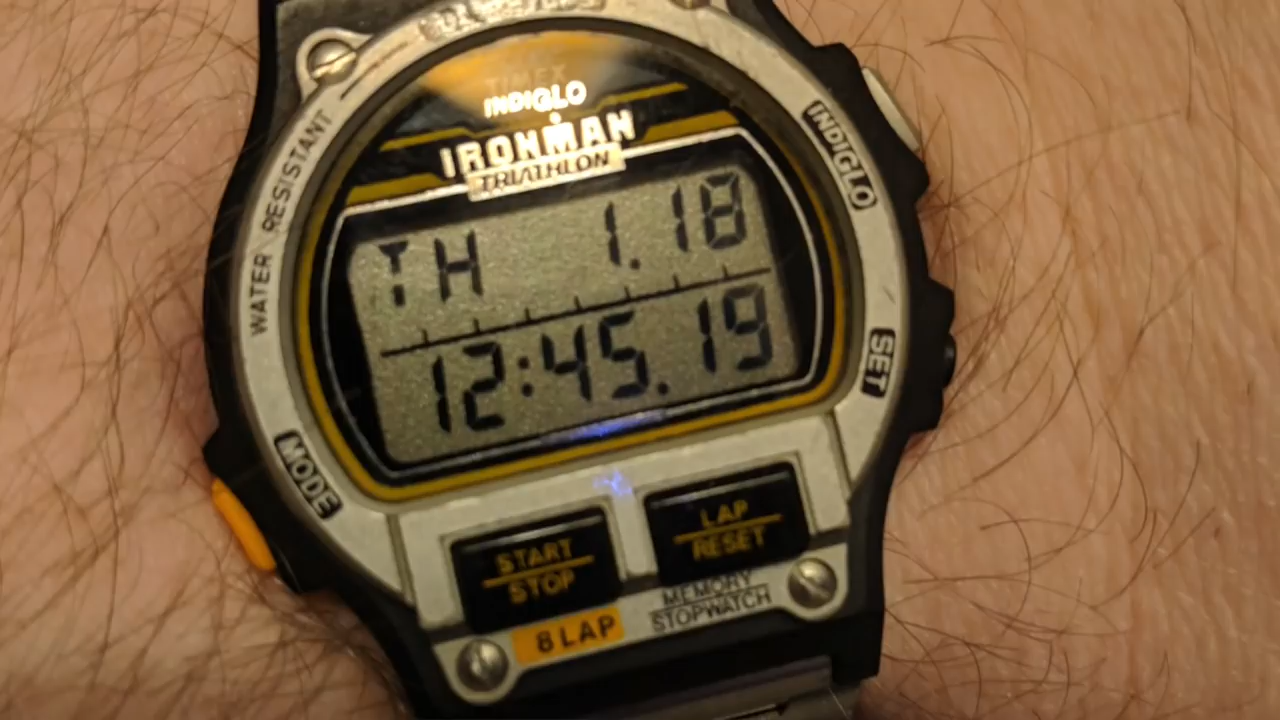 TIMEX
INDIGLO
IRONMAN
TRIATHLON
WATER RESISTANT
INDIGLO
TH 1.18
12:45.19
SET
MODE
START
STOP
LAP
RESET
8 LAP
MEMORY
STOPWATCH